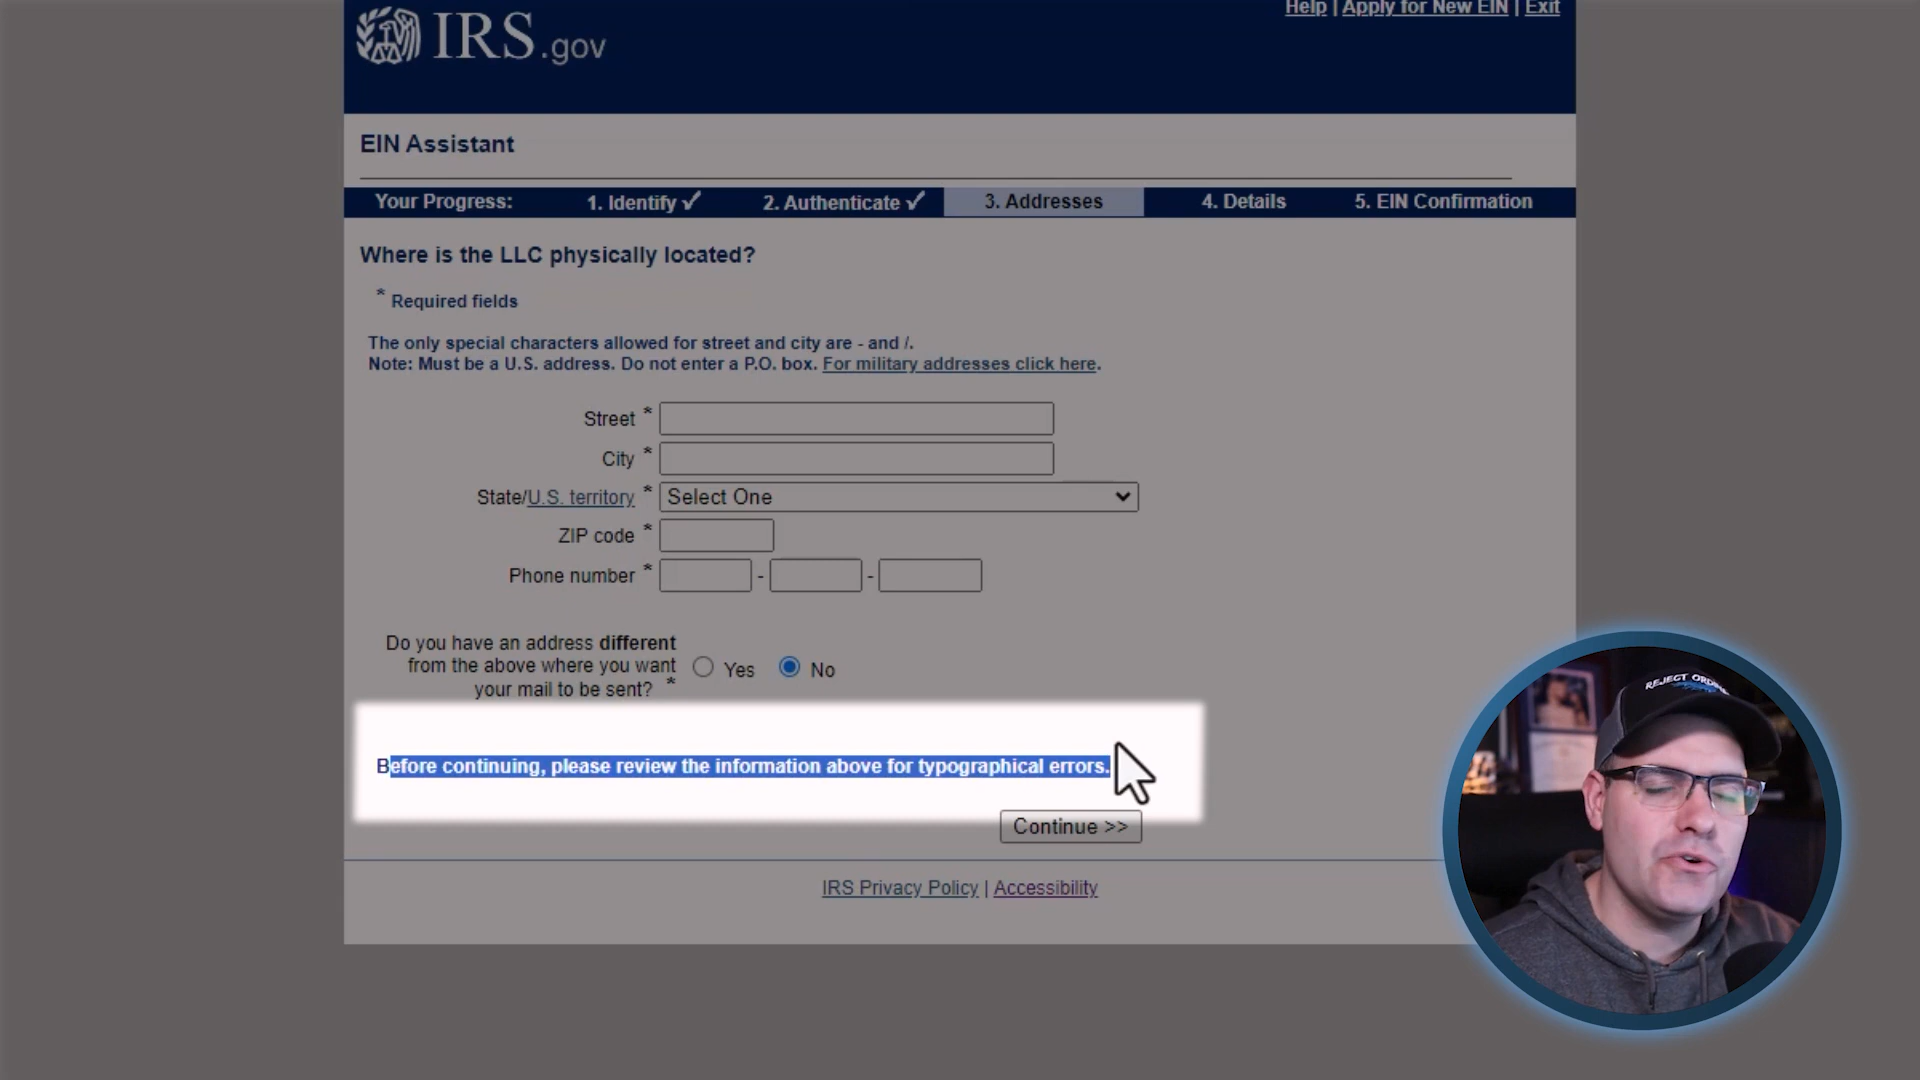 Help | Apply for New EIN | Exit
IRS.gov
EIN Assistant
Your Progress: 1. Identify ✓ 2. Authenticate ✓ 3. Addresses 4. Details 5. EIN Confirmation
Where is the LLC physically located?
* Required fields
The only special characters allowed for street and city are - and /.
Note: Must be a U.S. address. Do not enter a P.O. box. For military addresses click here.
Street *
City *
State/U.S. territory * Select One
ZIP code *
Phone number * - -
Do you have an address different
from the above where you want
your mail to be sent? * Yes No
Before continuing, please review the information above for typographical errors.
Continue >>
IRS Privacy Policy | Accessibility
REJECT